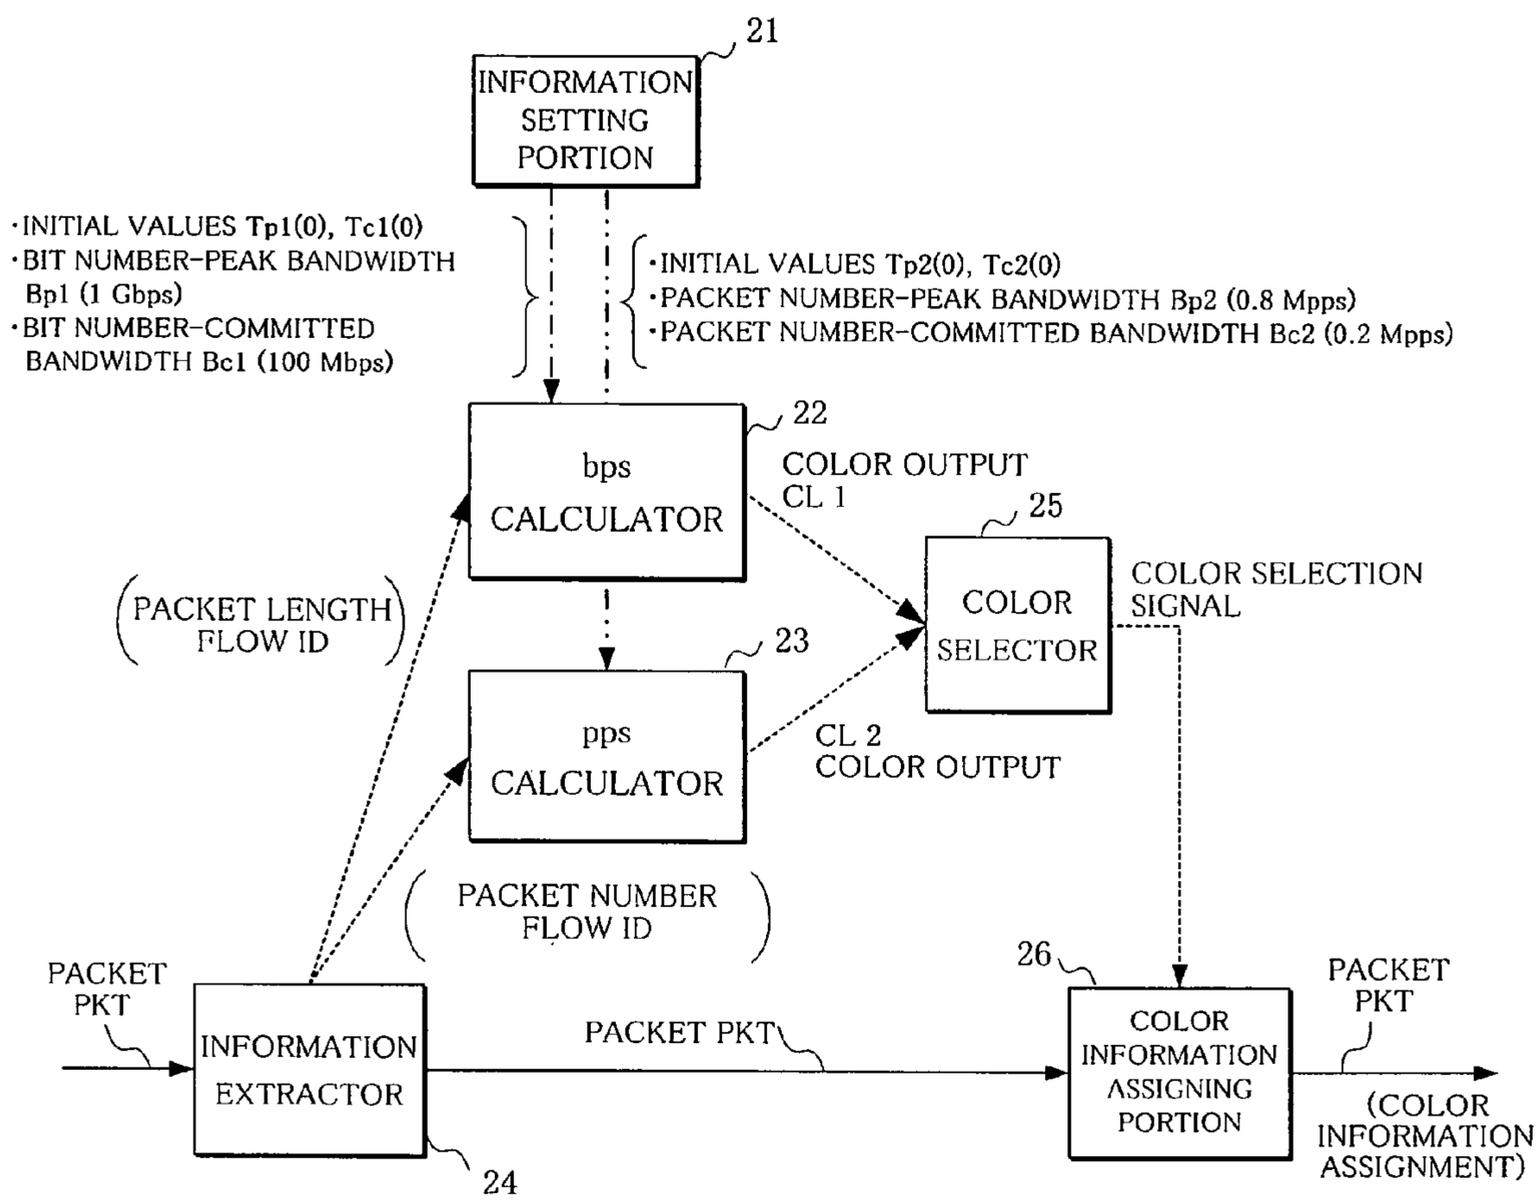 21
INFORMATION
SETTING
PORTION
·INITIAL VALUES Tp1(0), Tc1(0)
·BIT NUMBER-PEAK BANDWIDTH
Bp1 (1 Gbps)
·BIT NUMBER-COMMITTED
BANDWIDTH Bc1 (100 Mbps)
·INITIAL VALUES Tp2(0), Tc2(0)
·PACKET NUMBER-PEAK BANDWIDTH Bp2 (0.8 Mpps)
·PACKET NUMBER-COMMITTED BANDWIDTH Bc2 (0.2 Mpps)
22
bps
CALCULATOR
COLOR OUTPUT
CL 1
25
COLOR
SELECTOR
COLOR SELECTION
SIGNAL
(PACKET LENGTH
FLOW ID)
23
pps
CALCULATOR
CL 2
COLOR OUTPUT
(PACKET NUMBER
FLOW ID)
PACKET
PKT
INFORMATION
EXTRACTOR
24
PACKET PKT
26
COLOR
INFORMATION
ASSIGNING
PORTION
PACKET
PKT
(COLOR
INFORMATION
ASSIGNMENT)